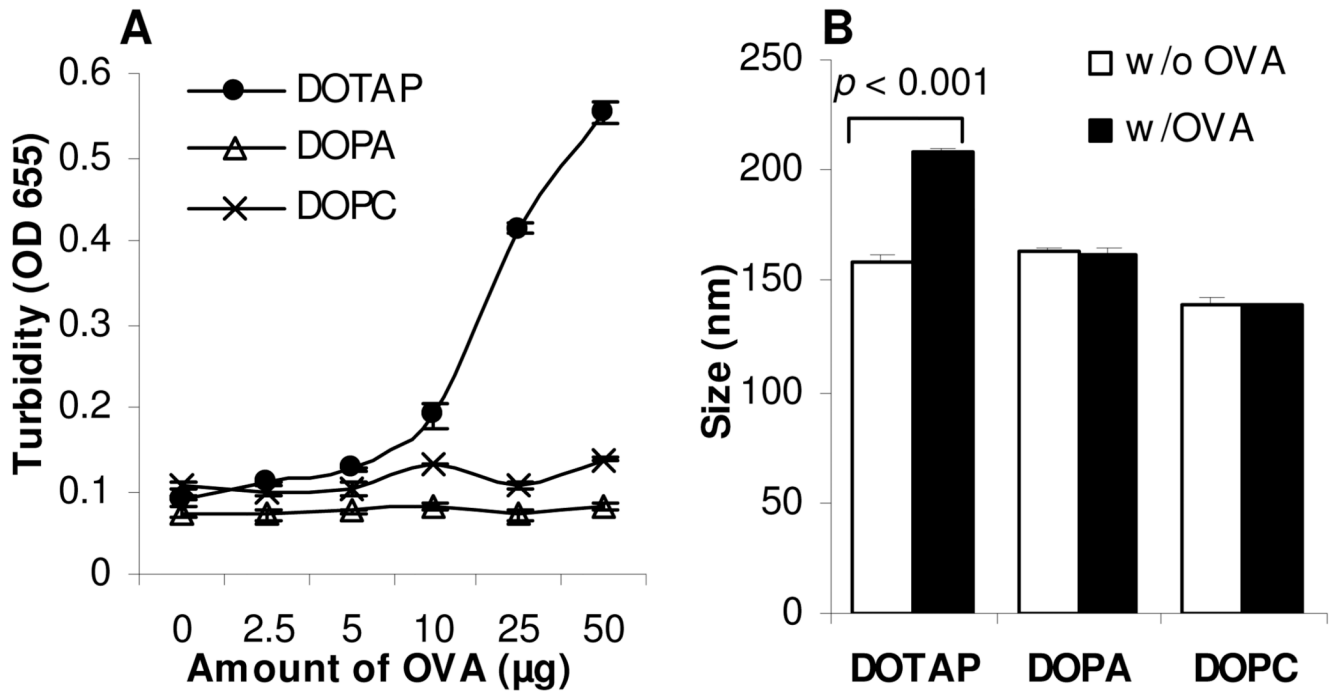 A
0.6
0.5
0.4
0.3
0.2
0.1
0
Turbidity (OD 655)
DOTAP
DOPA
DOPC
0 2.5 5 10 25 50
Amount of OVA (µg)
B
250
200
150
100
50
0
Size (nm)
p < 0.001
w/o OVA
w/OVA
DOTAP DOPA DOPC